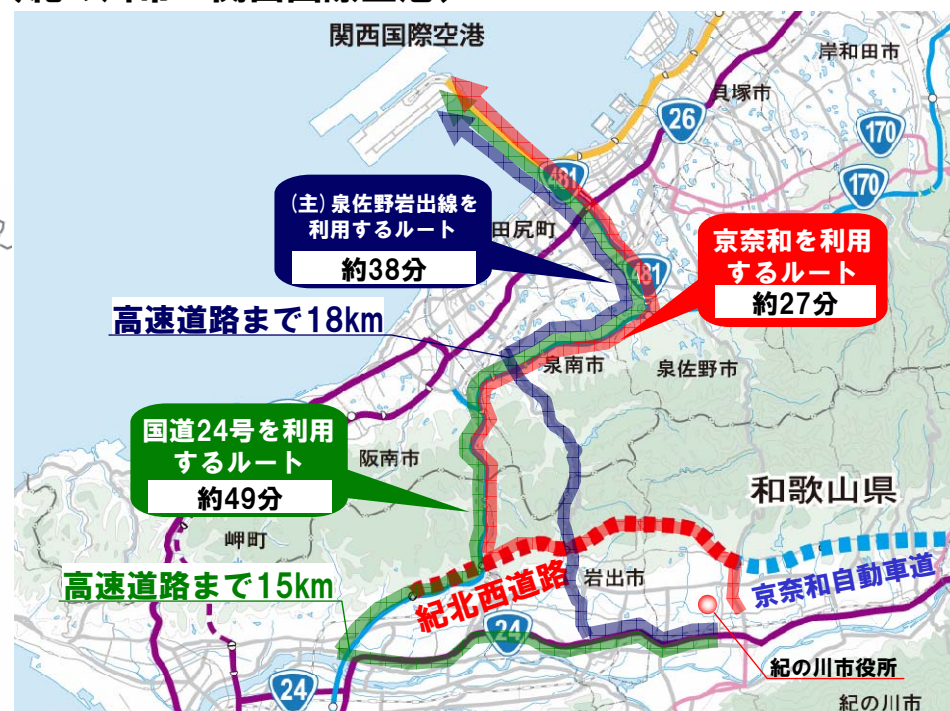 関西国際空港
岸和田市
貝塚市
26
170
170
481
(主)泉佐野岩出線を
利用するルート
約38分
田尻町
481
京奈和を利用
するルート
約27分
高速道路まで18km
泉南市
泉佐野市
国道24号を利用
するルート
約49分
阪南市
和歌山県
岬町
高速道路まで15km
紀北西道路
岩出市
京奈和自動車道
24
24
紀の川市役所
紀の川市